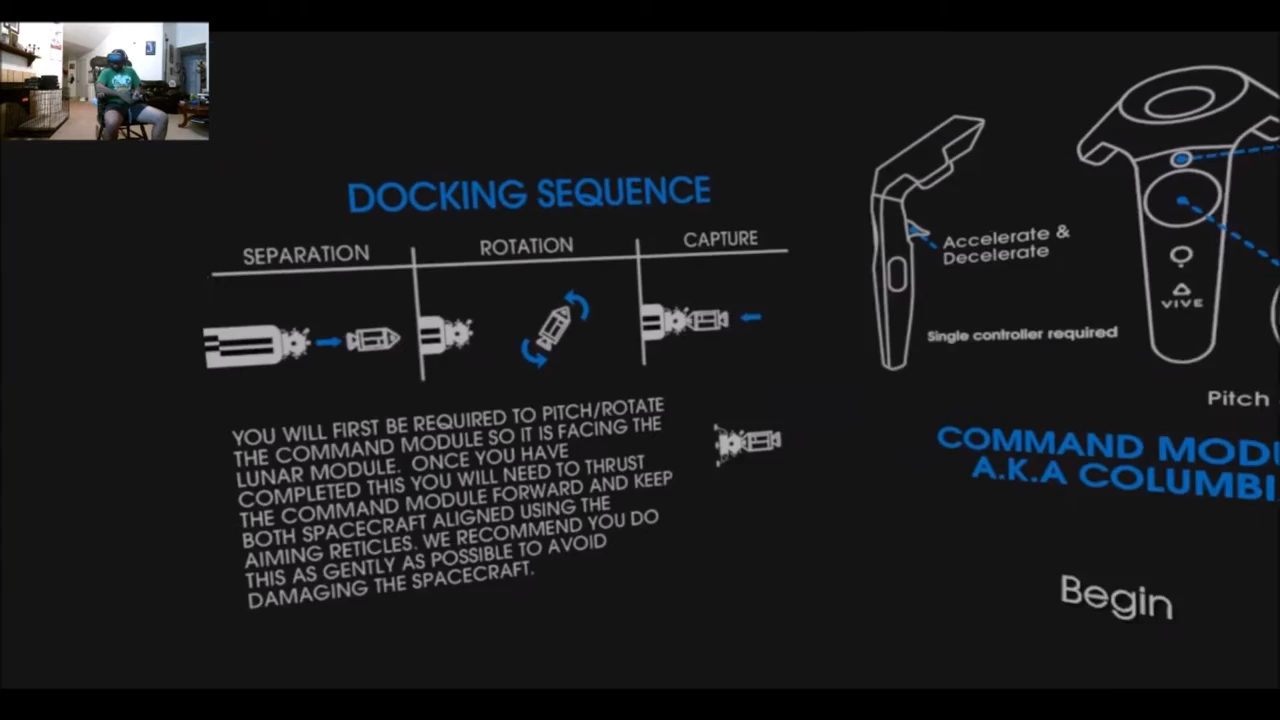 DOCKING SEQUENCE
SEPARATION
ROTATION
CAPTURE
YOU WILL FIRST BE REQUIRED TO PITCH/ROTATE
THE COMMAND MODULE SO IT IS FACING THE
LUNAR MODULE. ONCE YOU HAVE
COMPLETED THIS YOU WILL NEED TO THRUST
THE COMMAND MODULE FORWARD AND KEEP
BOTH SPACECRAFT ALIGNED USING THE
AIMING RETICLES. WE RECOMMEND YOU DO
THIS AS GENTLY AS POSSIBLE TO AVOID
DAMAGING THE SPACECRAFT.
Accelerate &
Decelerate
Single controller required
VIVE
Pitch
COMMAND MODU
A.K.A COLUMBI
Begin